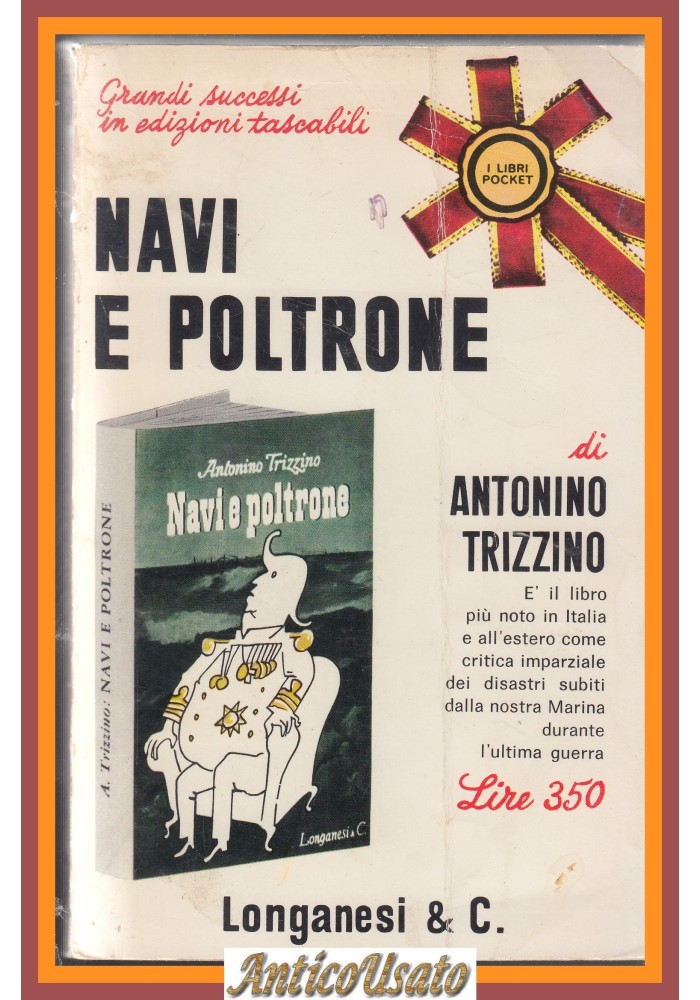 Grandi successi
in edizioni tascabili
I LIBRI
POCKET
NAVI
E POLTRONE
Antonino Trizzino
Navi e poltrone
A. Trizzino: NAVI E POLTRONE
Longanesi & C.
di
ANTONINO
TRIZZINO
E' il libro
più noto in Italia
e all'estero come
critica imparziale
dei disastri subiti
dalla nostra Marina
durante
l'ultima guerra
Lire 350
Longanesi & C.
AnticoUsato